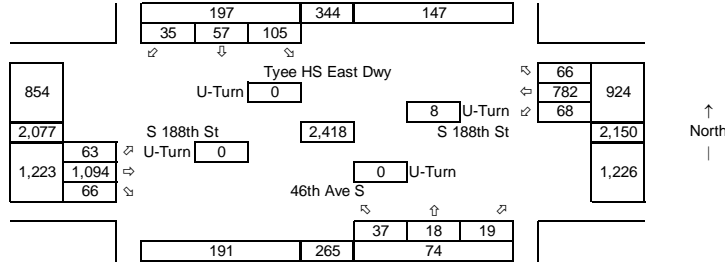 197 344 147
35 57 105
⬃ ⇩ ⬂
Tyee HS East Dwy ⬁ 66
854 U-Turn 0 ⇦ 782 924
8 U-Turn ⬃ 68 ↑
2,077 S 188th St 2,418 S 188th St 2,150 North
63 ⬀ U-Turn 0 |
1,223 1,094 ⇨ 0 U-Turn 1,226
66 ⬂ 46th Ave S
⬁ ⇧ ⬀
37 18 19
191 265 74